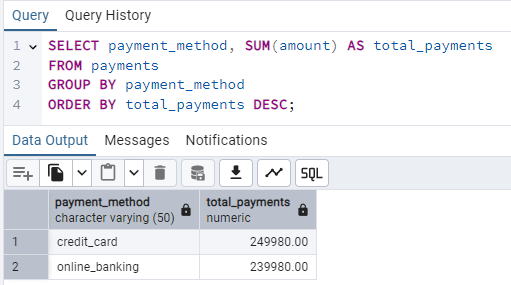 Query Query History
1 SELECT payment_method, SUM(amount) AS total_payments
2 FROM payments
3 GROUP BY payment_method
4 ORDER BY total_payments DESC;
Data Output Messages Notifications
SQL
payment_method total_payments
character varying (50) numeric
1 credit_card 249980.00
2 online_banking 239980.00